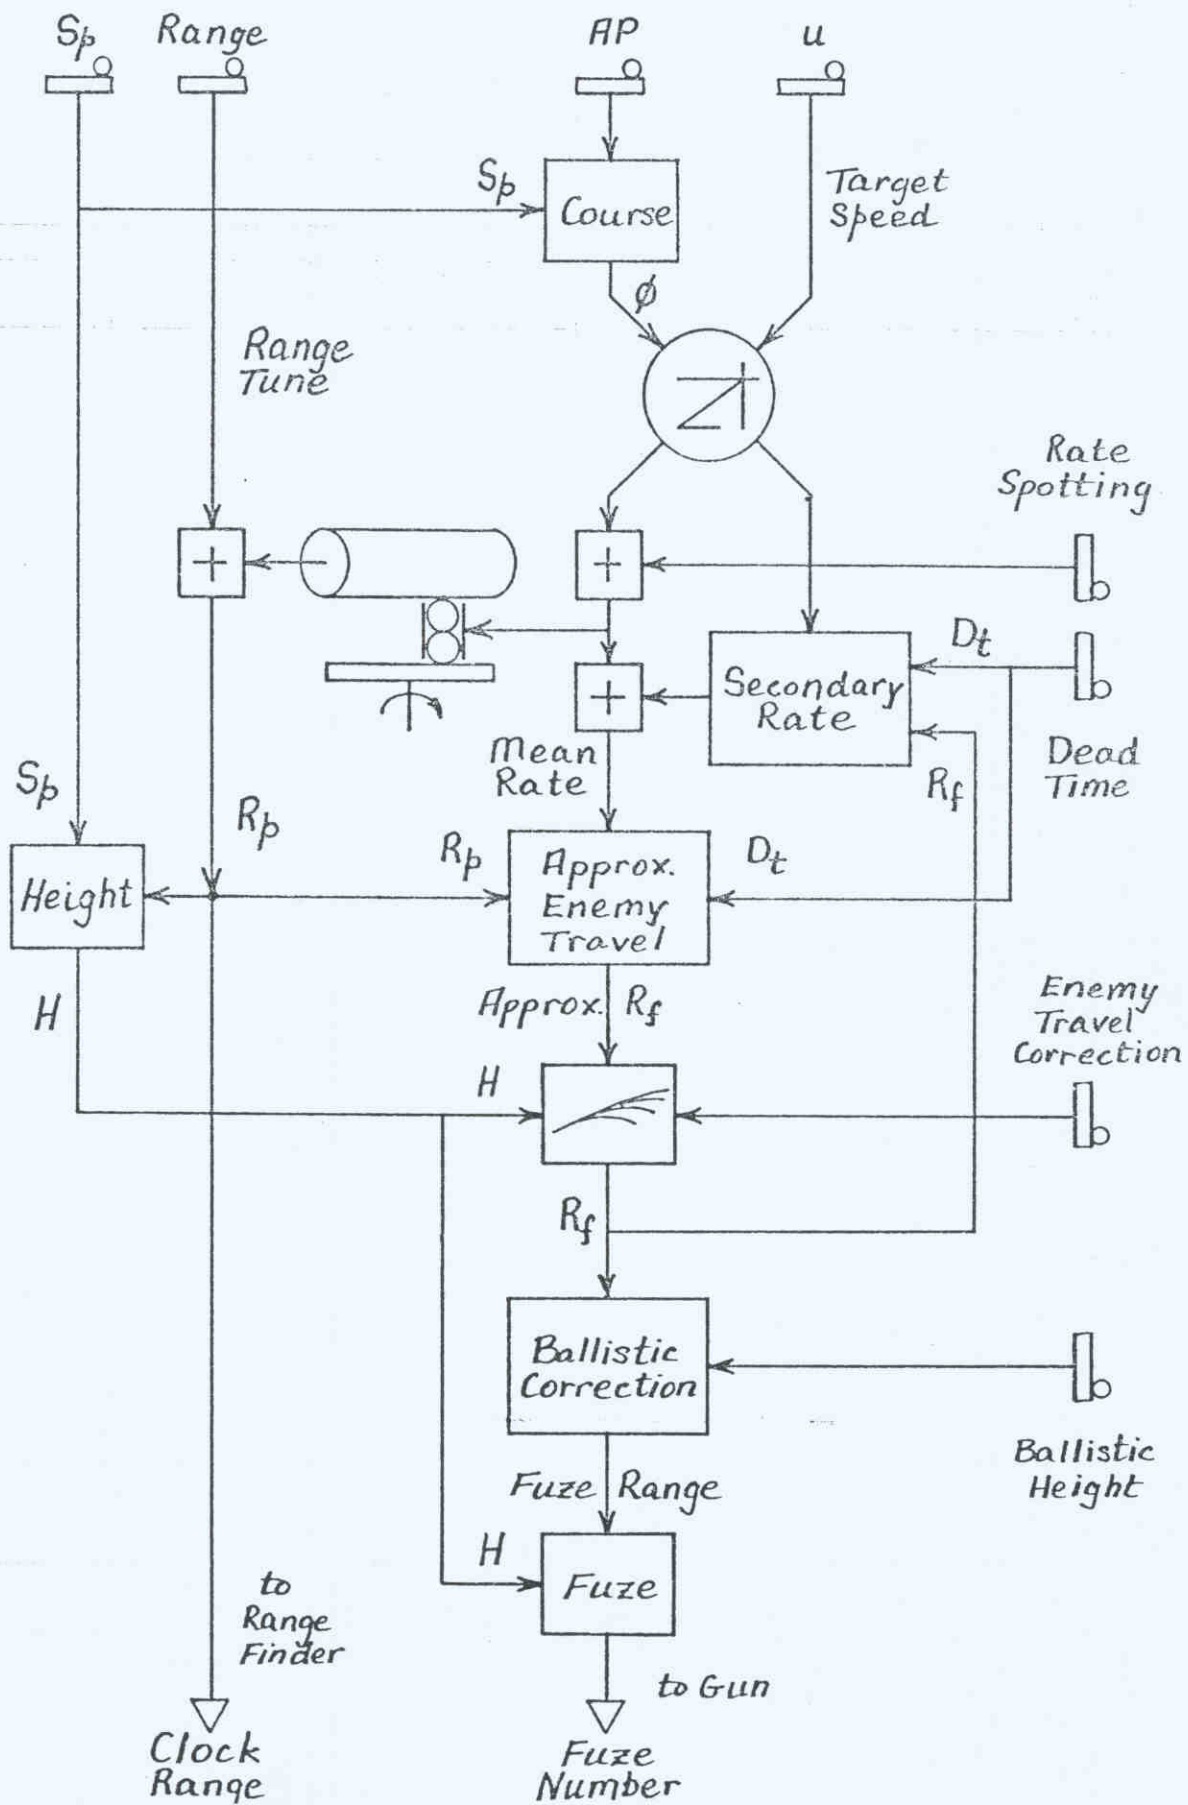 Sp Range AP u
Sp
Course
Target
Speed
φ
Range
Tune
Rate
Spotting
+
+
Dt
Secondary
Rate
+
Mean
Rate
Dead
Time
Rf
Sp
Rp
Rp
Dt
Height
Approx.
Enemy
Travel
H
Approx. Rf
Enemy
Travel
Correction
H
Rf
Ballistic
Correction
Ballistic
Height
Fuze Range
H
Fuze
to
Range
Finder
to Gun
Clock
Range
Fuze
Number